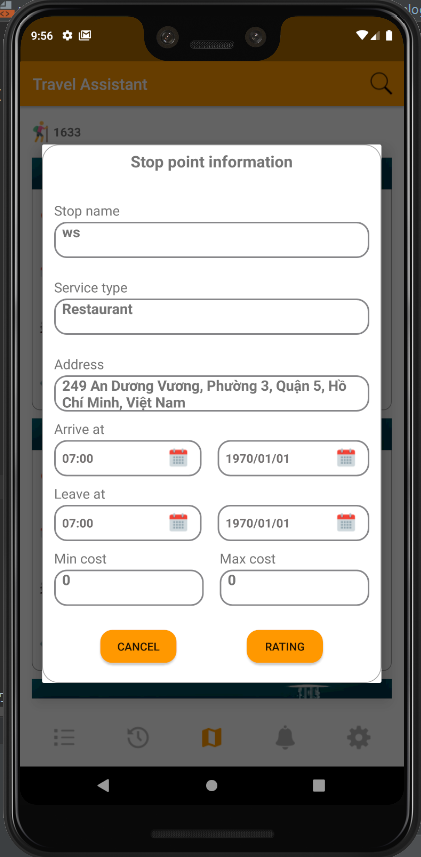 9:56
Travel Assistant
1633
Stop point information
Stop name
ws
Service type
Restaurant
Address
249 An Dương Vương, Phường 3, Quận 5, Hồ
Chí Minh, Việt Nam
Arrive at
07:00 1970/01/01
Leave at
07:00 1970/01/01
Min cost Max cost
0 0
CANCEL RATING